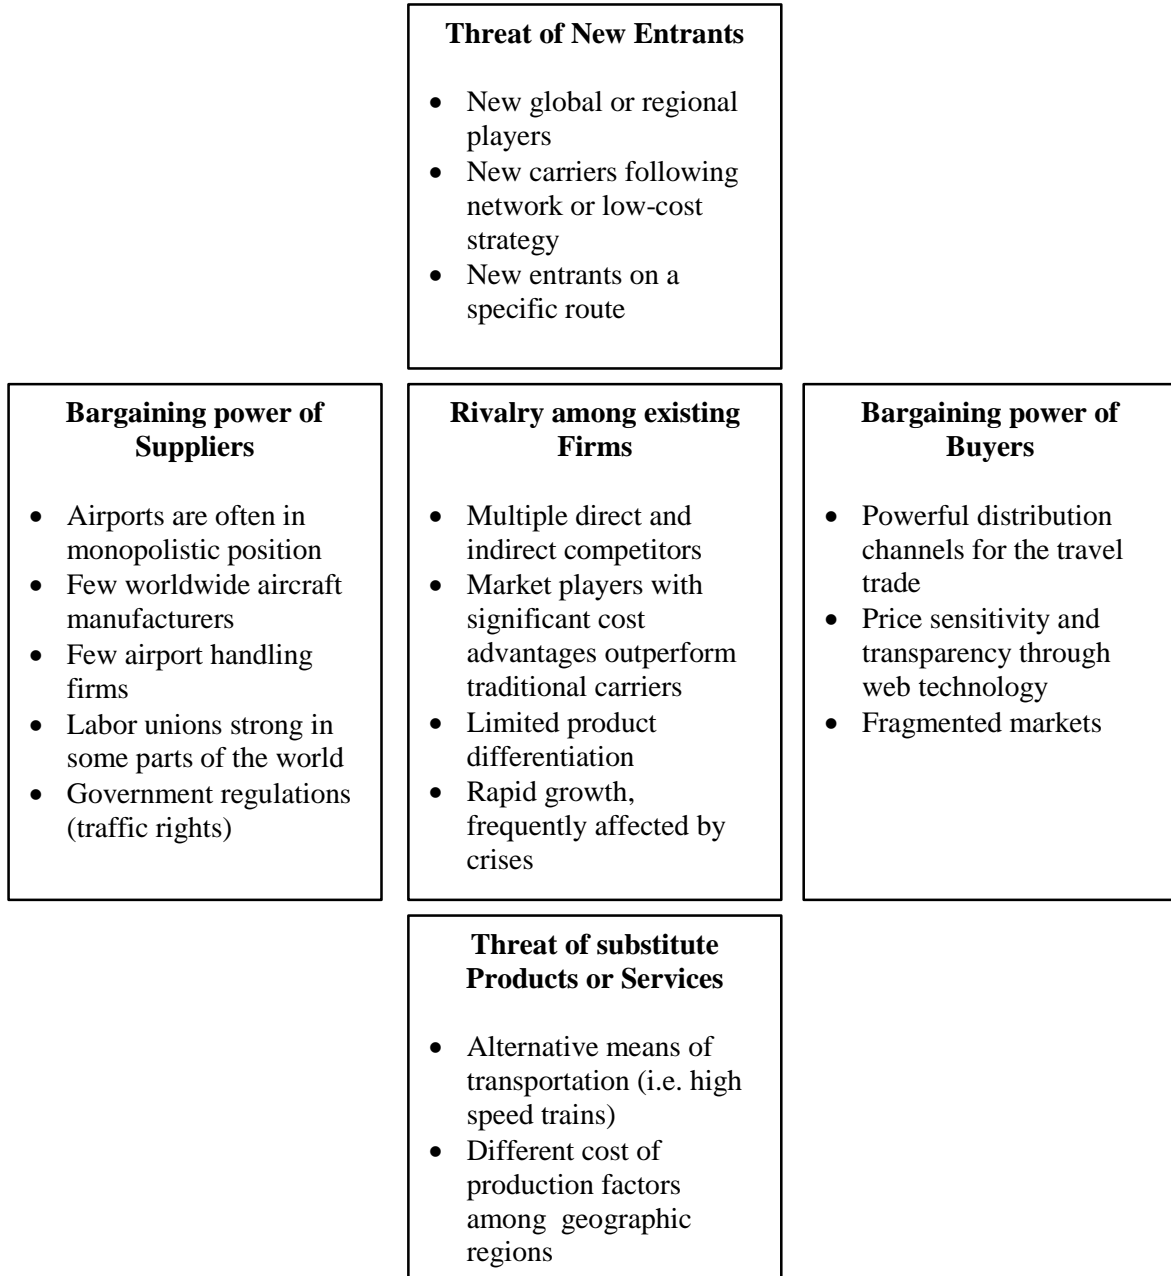 Threat of New Entrants
• New global or regional
players
• New carriers following
network or low-cost
strategy
• New entrants on a
specific route
Bargaining power of
Suppliers
• Airports are often in
monopolistic position
• Few worldwide aircraft
manufacturers
• Few airport handling
firms
• Labor unions strong in
some parts of the world
• Government regulations
(traffic rights)
Rivalry among existing
Firms
• Multiple direct and
indirect competitors
• Market players with
significant cost
advantages outperform
traditional carriers
• Limited product
differentiation
• Rapid growth,
frequently affected by
crises
Bargaining power of
Buyers
• Powerful distribution
channels for the travel
trade
• Price sensitivity and
transparency through
web technology
• Fragmented markets
Threat of substitute
Products or Services
• Alternative means of
transportation (i.e. high
speed trains)
• Different cost of
production factors
among geographic
regions